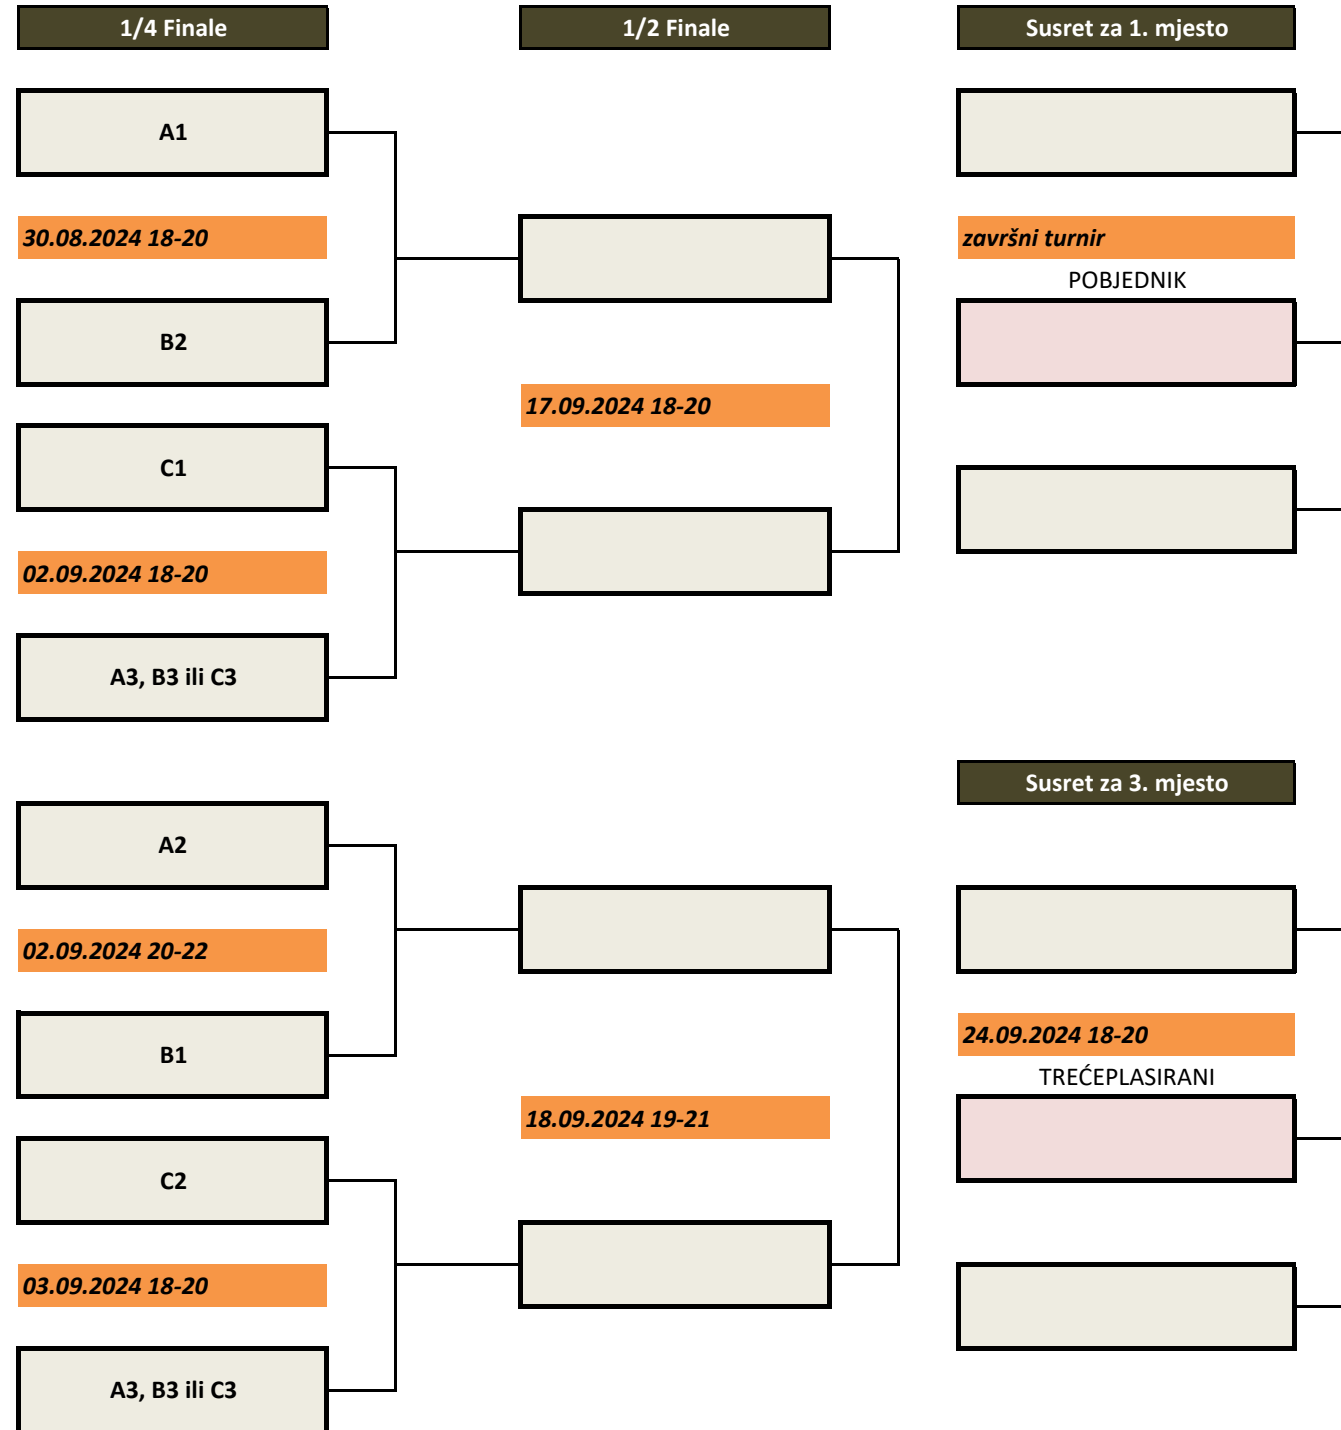 1/4 Finale
1/2 Finale
Susret za 1. mjesto
A1
30.08.2024 18-20
završni turnir
POBJEDNIK
B2
17.09.2024 18-20
C1
02.09.2024 18-20
A3, B3 ili C3
Susret za 3. mjesto
A2
02.09.2024 20-22
24.09.2024 18-20
B1
TREĆEPLASIRANI
18.09.2024 19-21
C2
03.09.2024 18-20
A3, B3 ili C3